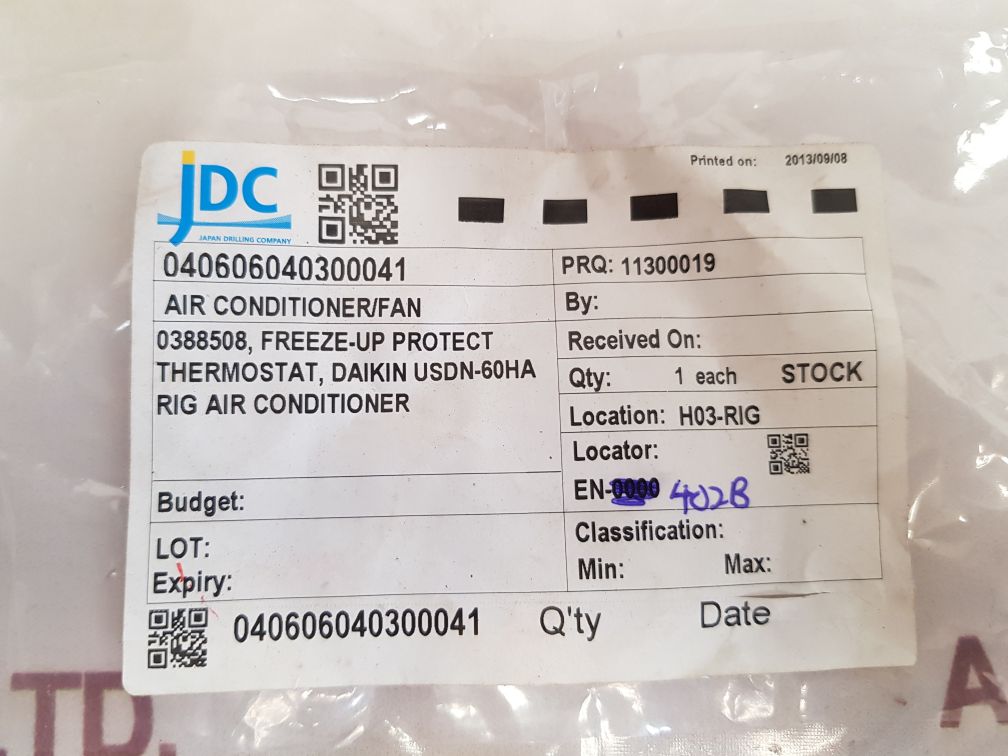 JDC
JAPAN DRILLING COMPANY
Printed on: 2013/09/08
040606040300041
PRQ: 11300019
AIR CONDITIONER/FAN
By:
0388508, FREEZE-UP PROTECT
THERMOSTAT, DAIKIN USDN-60HA
RIG AIR CONDITIONER
Received On:
Qty: 1 each STOCK
Location: H03-RIG
Locator:
EN-0000 402B
Budget:
Classification:
LOT:
Min: Max:
Expiry:
040606040300041 Q'ty Date
TD.
A